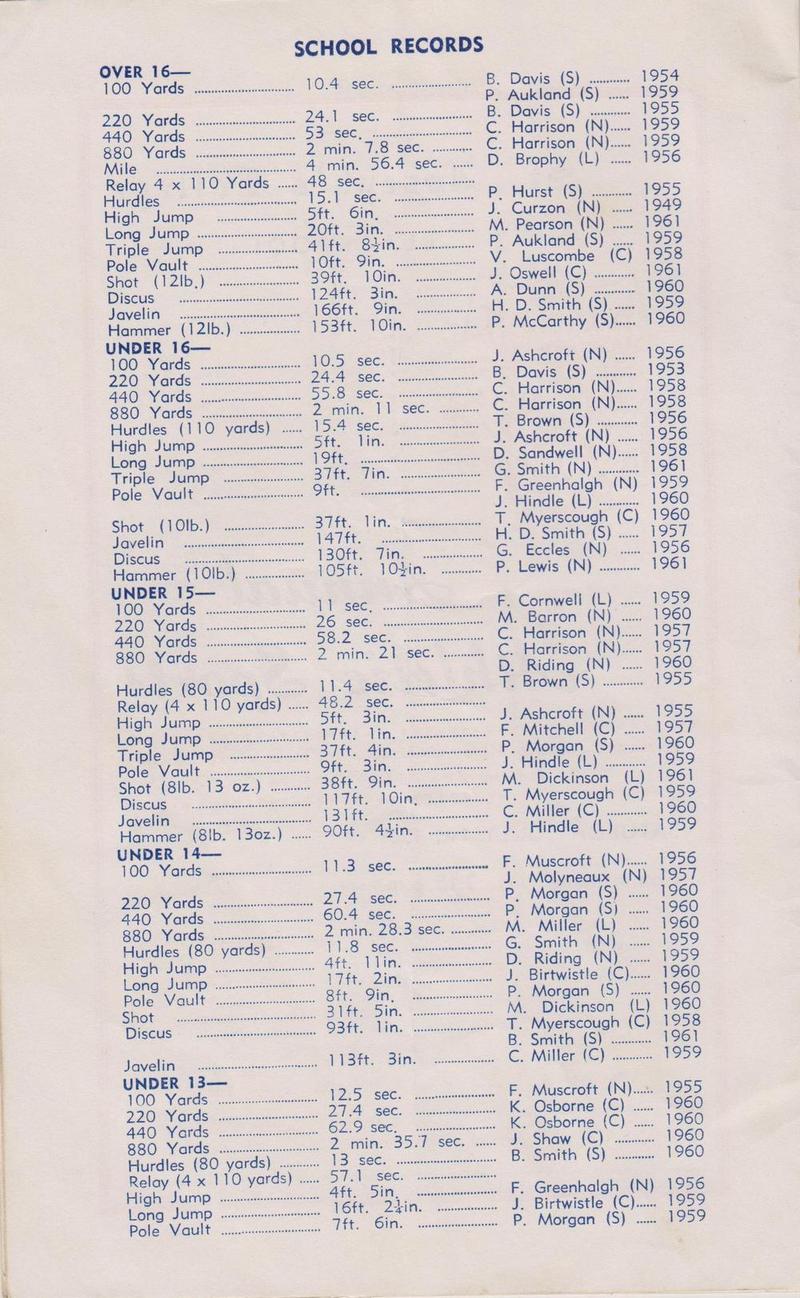 SCHOOL RECORDS
OVER 16—
100 Yards 10.4 sec. B. Davis (S) 1954
P. Aukland (S) 1959
220 Yards 24.1 sec. B. Davis (S) 1955
440 Yards 53 sec. C. Harrison (N) 1959
880 Yards 2 min. 7.8 sec. C. Harrison (N) 1959
Mile 4 min. 56.4 sec. D. Brophy (L) 1956
Relay 4 x 110 Yards 48 sec.
Hurdles 15.1 sec. P. Hurst (S) 1955
High Jump 5ft. 6in. J. Curzon (N) 1949
Long Jump 20ft. 3in. M. Pearson (N) 1961
Triple Jump 41ft. 8½in. P. Aukland (S) 1959
Pole Vault 10ft. 9in. V. Luscombe (C) 1958
Shot (12lb.) 39ft. 10in. J. Oswell (C) 1961
Discus 124ft. 3in. A. Dunn (S) 1960
Javelin 166ft. 9in. H. D. Smith (S) 1959
Hammer (12lb.) 153ft. 10in. P. McCarthy (S) 1960
UNDER 16—
100 Yards 10.5 sec. J. Ashcroft (N) 1956
220 Yards 24.4 sec. B. Davis (S) 1953
440 Yards 55.8 sec. C. Harrison (N) 1958
880 Yards 2 min. 11 sec. C. Harrison (N) 1958
Hurdles (110 yards) 15.4 sec. T. Brown (S) 1956
High Jump 5ft. 1in. J. Ashcroft (N) 1956
Long Jump 19ft. D. Sandwell (N) 1958
Triple Jump 37ft. 7in. G. Smith (N) 1961
Pole Vault 9ft. F. Greenhalgh (N) 1959
J. Hindle (L) 1960
Shot (10lb.) 37ft. 1in. T. Myerscough (C) 1960
Javelin 147ft. H. D. Smith (S) 1957
Discus 130ft. 7in. G. Eccles (N) 1956
Hammer (10lb.) 105ft. 10½in. P. Lewis (N) 1961
UNDER 15—
100 Yards 11 sec. F. Cornwell (L) 1959
220 Yards 26 sec. M. Barron (N) 1960
440 Yards 58.2 sec. C. Harrison (N) 1957
880 Yards 2 min. 21 sec. C. Harrison (N) 1957
D. Riding (N) 1960
Hurdles (80 yards) 11.4 sec. T. Brown (S) 1955
Relay (4 x 110 yards) 48.2 sec.
High Jump 5ft. 3in. J. Ashcroft (N) 1955
Long Jump 17ft. 1in. F. Mitchell (C) 1957
Triple Jump 37ft. 4in. P. Morgan (S) 1960
Pole Vault 9ft. 3in. J. Hindle (L) 1959
Shot (8lb. 13 oz.) 38ft. 9in. M. Dickinson (L) 1961
Discus 117ft. 10in. T. Myerscough (C) 1959
Javelin 131ft. C. Miller (C) 1960
Hammer (8lb. 13oz.) 90ft. 4½in. J. Hindle (L) 1959
UNDER 14—
100 Yards 11.3 sec. F. Muscroft (N) 1956
J. Molyneaux (N) 1957
220 Yards 27.4 sec. P. Morgan (S) 1960
440 Yards 60.4 sec. P. Morgan (S) 1960
880 Yards 2 min. 28.3 sec. M. Miller (L) 1960
Hurdles (80 yards) 11.8 sec. G. Smith (N) 1959
High Jump 4ft. 11in. D. Riding (N) 1959
Long Jump 17ft. 2in. J. Birtwistle (C) 1960
Pole Vault 8ft. 9in. P. Morgan (S) 1960
Shot 31ft. 5in. M. Dickinson (L) 1960
Discus 93ft. 1in. T. Myerscough (C) 1958
B. Smith (S) 1961
Javelin 113ft. 3in. C. Miller (C) 1959
UNDER 13—
100 Yards 12.5 sec. F. Muscroft (N) 1955
220 Yards 27.4 sec. K. Osborne (C) 1960
440 Yards 62.9 sec. K. Osborne (C) 1960
880 Yards 2 min. 35.7 sec. J. Shaw (C) 1960
Hurdles (80 yards) 13 sec. B. Smith (S) 1960
Relay (4 x 110 yards) 57.1 sec.
High Jump 4ft. 5in. F. Greenhalgh (N) 1956
Long Jump 16ft. 2½in. J. Birtwistle (C) 1959
Pole Vault 7ft. 6in. P. Morgan (S) 1959